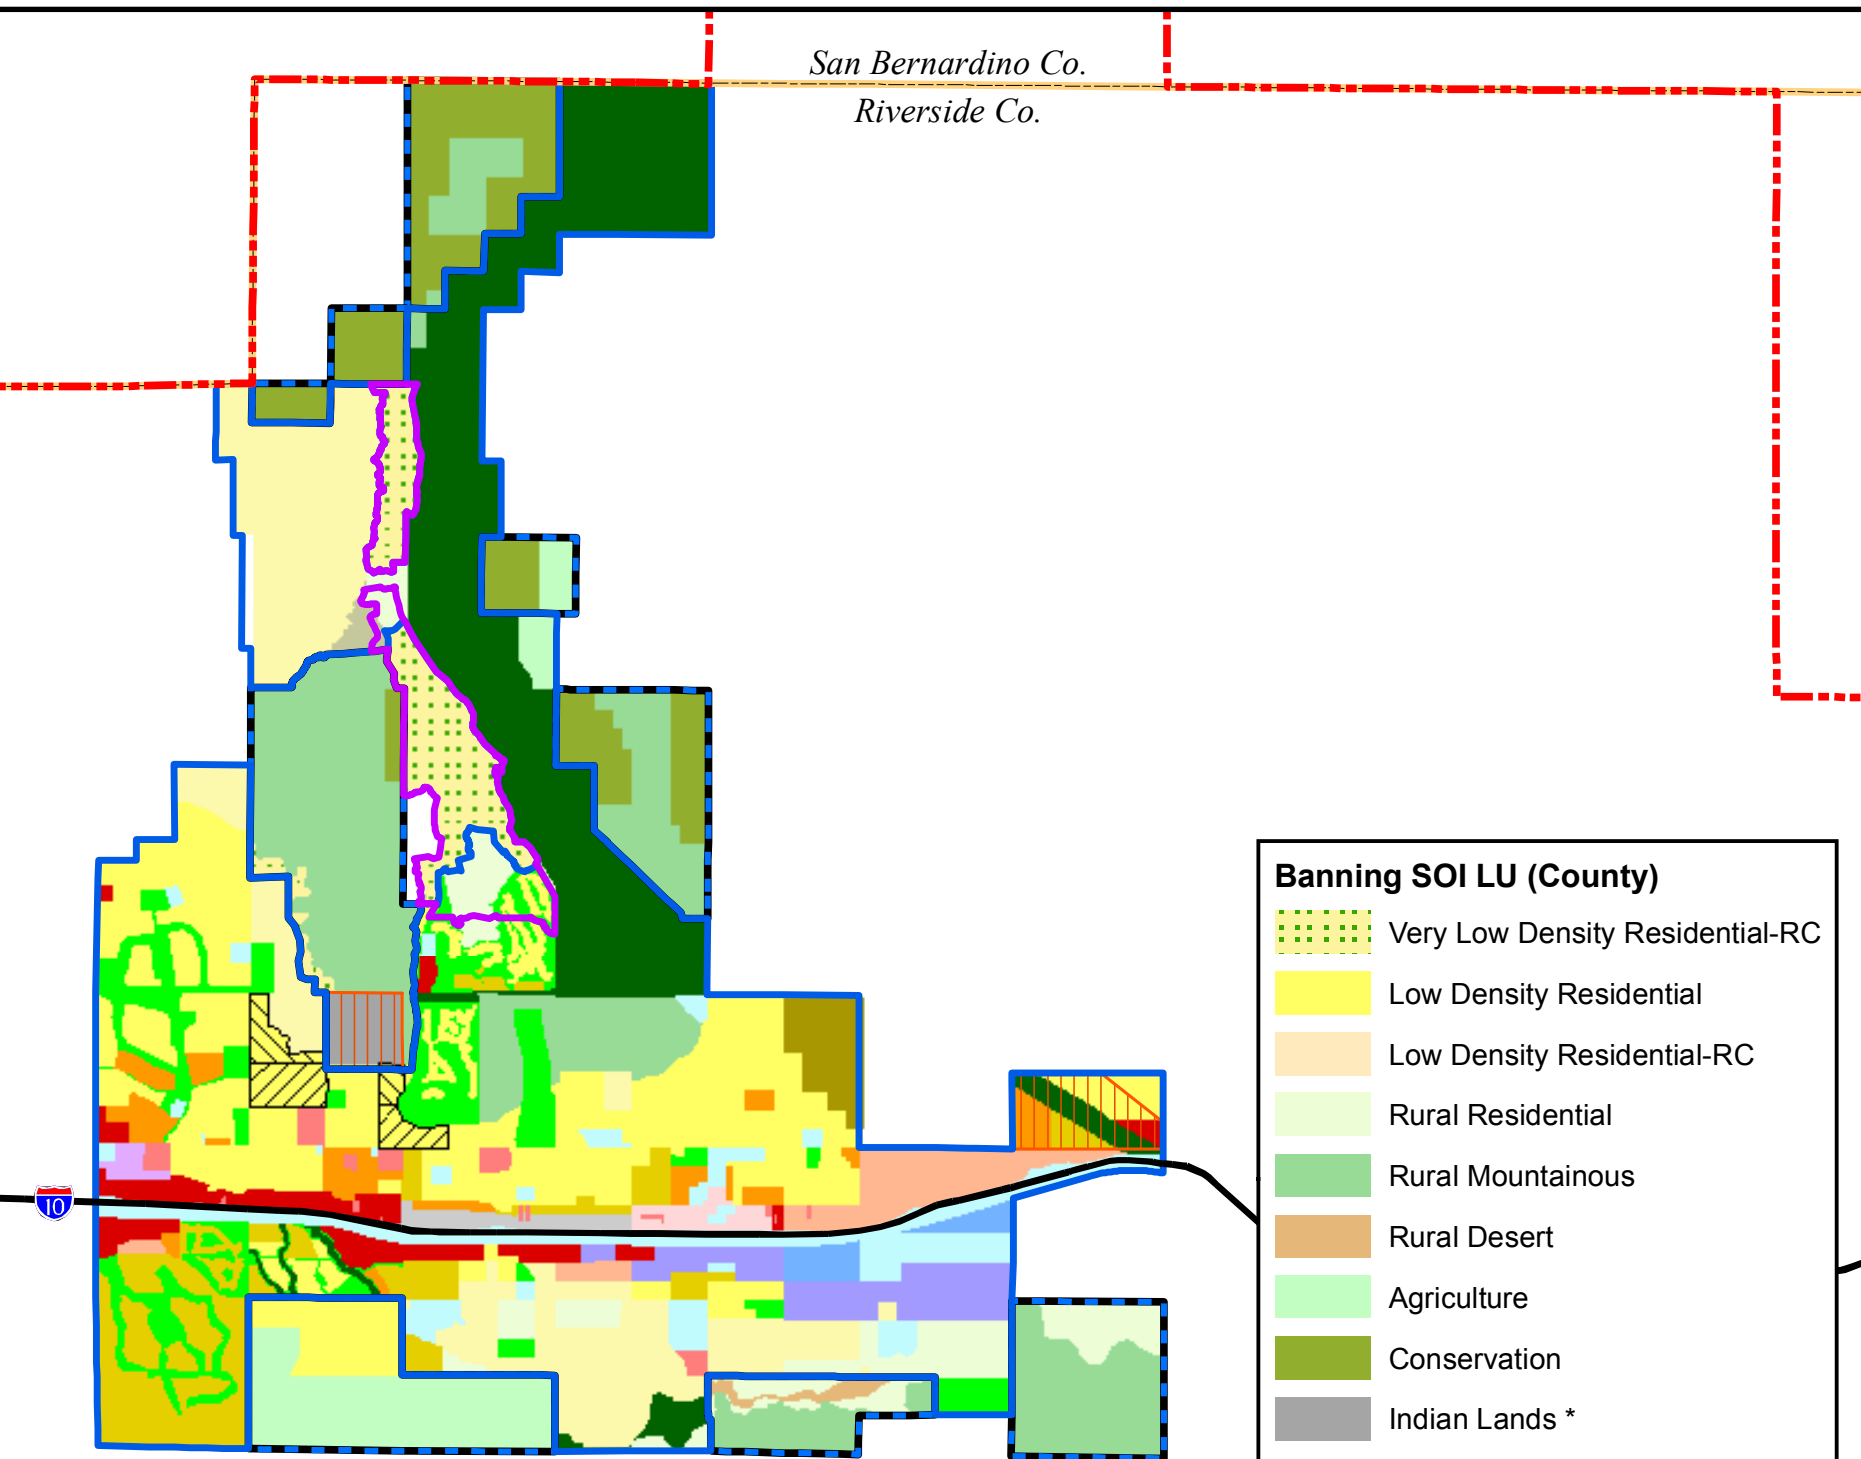 San Bernardino Co.
Riverside Co.
10
Banning SOI LU (County)
Very Low Density Residential-RC
Low Density Residential
Low Density Residential-RC
Rural Residential
Rural Mountainous
Rural Desert
Agriculture
Conservation
Indian Lands *